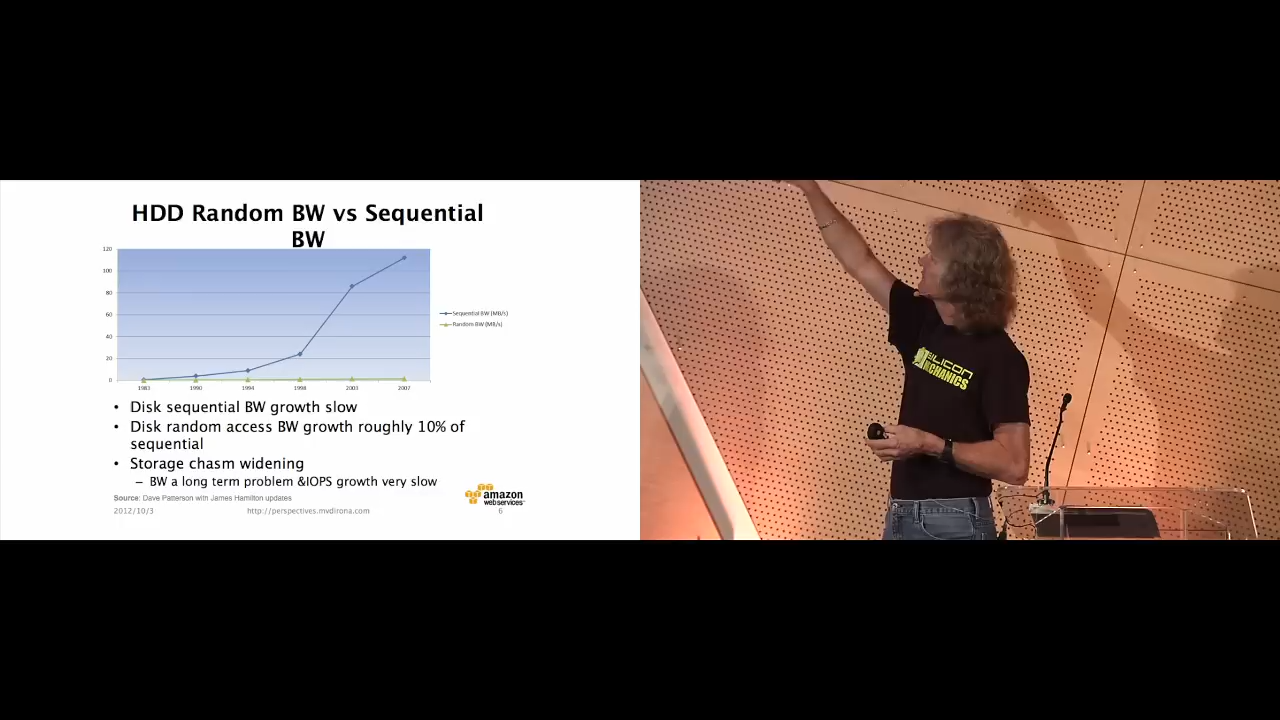 HDD Random BW vs Sequential
BW
120
100
80
60
40
20
0
1983
1990
1994
1998
2003
2007
Sequential BW (MB/s)
Random BW (MB/s)
• Disk sequential BW growth slow
• Disk random access BW growth roughly 10% of
sequential
• Storage chasm widening
– BW a long term problem &IOPS growth very slow
Source: Dave Patterson with James Hamilton updates
2012/10/3
http://perspectives.mvdirona.com
amazon
webservices
6
SILICON
MCHANICS